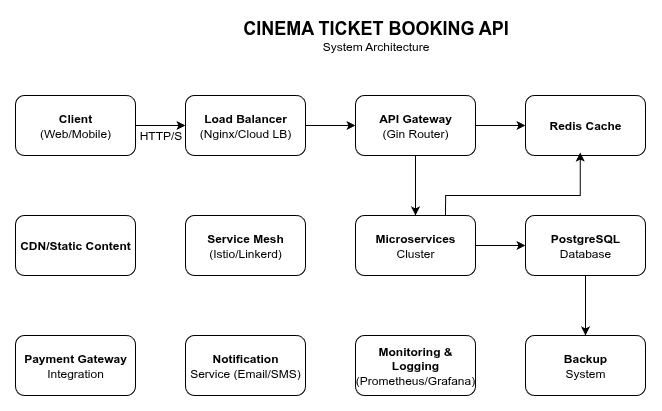 CINEMA TICKET BOOKING API
System Architecture
Client
(Web/Mobile)
HTTP/S
Load Balancer
(Nginx/Cloud LB)
API Gateway
(Gin Router)
Redis Cache
CDN/Static Content
Service Mesh
(Istio/Linkerd)
Microservices
Cluster
PostgreSQL
Database
Payment Gateway
Integration
Notification
Service (Email/SMS)
Monitoring &
Logging
(Prometheus/Grafana)
Backup
System